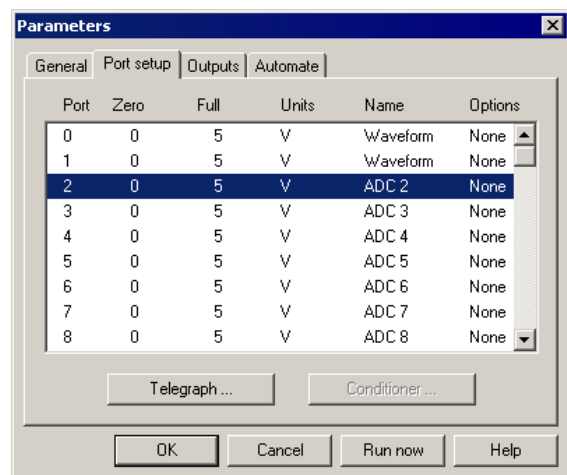 Parameters
General Port setup Outputs Automate
Port Zero Full Units Name Options
0 0 5 V Waveform None
1 0 5 V Waveform None
2 0 5 V ADC 2 None
3 0 5 V ADC 3 None
4 0 5 V ADC 4 None
5 0 5 V ADC 5 None
6 0 5 V ADC 6 None
7 0 5 V ADC 7 None
8 0 5 V ADC 8 None
Telegraph ... Conditioner ...
OK Cancel Run now Help